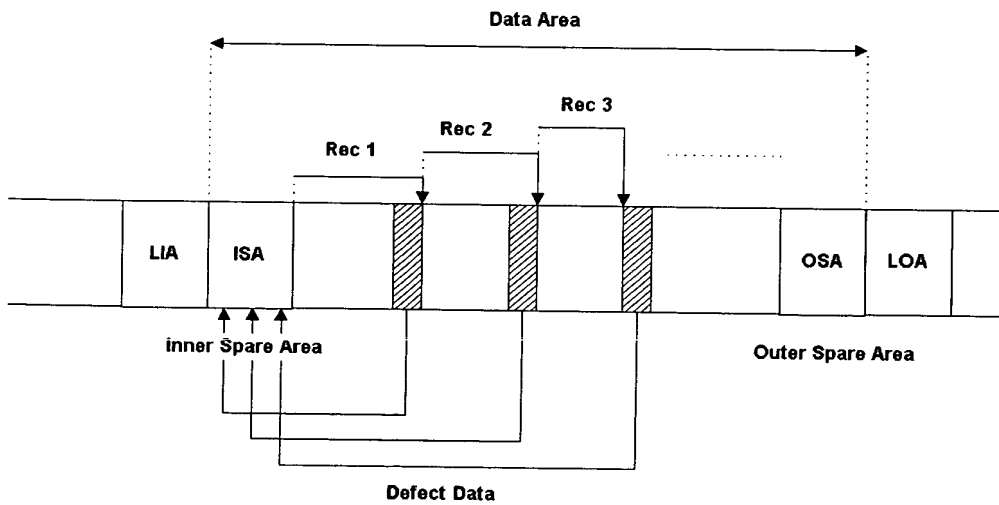 Data Area
Rec 3
Rec 2
Rec 1
LIA
ISA
OSA
LOA
inner Spare Area
Outer Spare Area
Defect Data